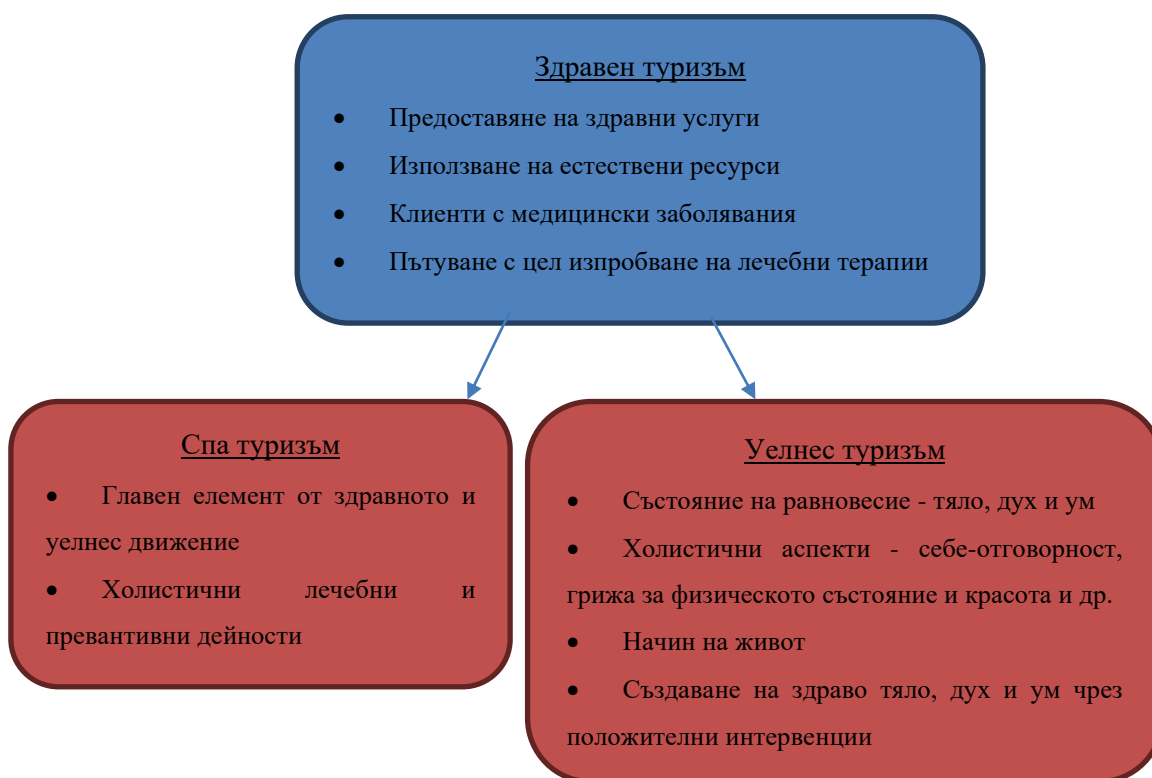 Здравен туризъм
• Предоставяне на здравни услуги
• Използване на естествени ресурси
• Клиенти с медицински заболявания
• Пътуване с цел изпробване на лечебни терапии
Спа туризъм
• Главен елемент от здравното и
уелнес движение
• Холистични лечебни и
превантивни дейности
Уелнес туризъм
• Състояние на равновесие - тяло, дух и ум
• Холистични аспекти - себе-отговорност,
грижа за физическото състояние и красота и др.
• Начин на живот
• Създаване на здраво тяло, дух и ум чрез
положителни интервенции